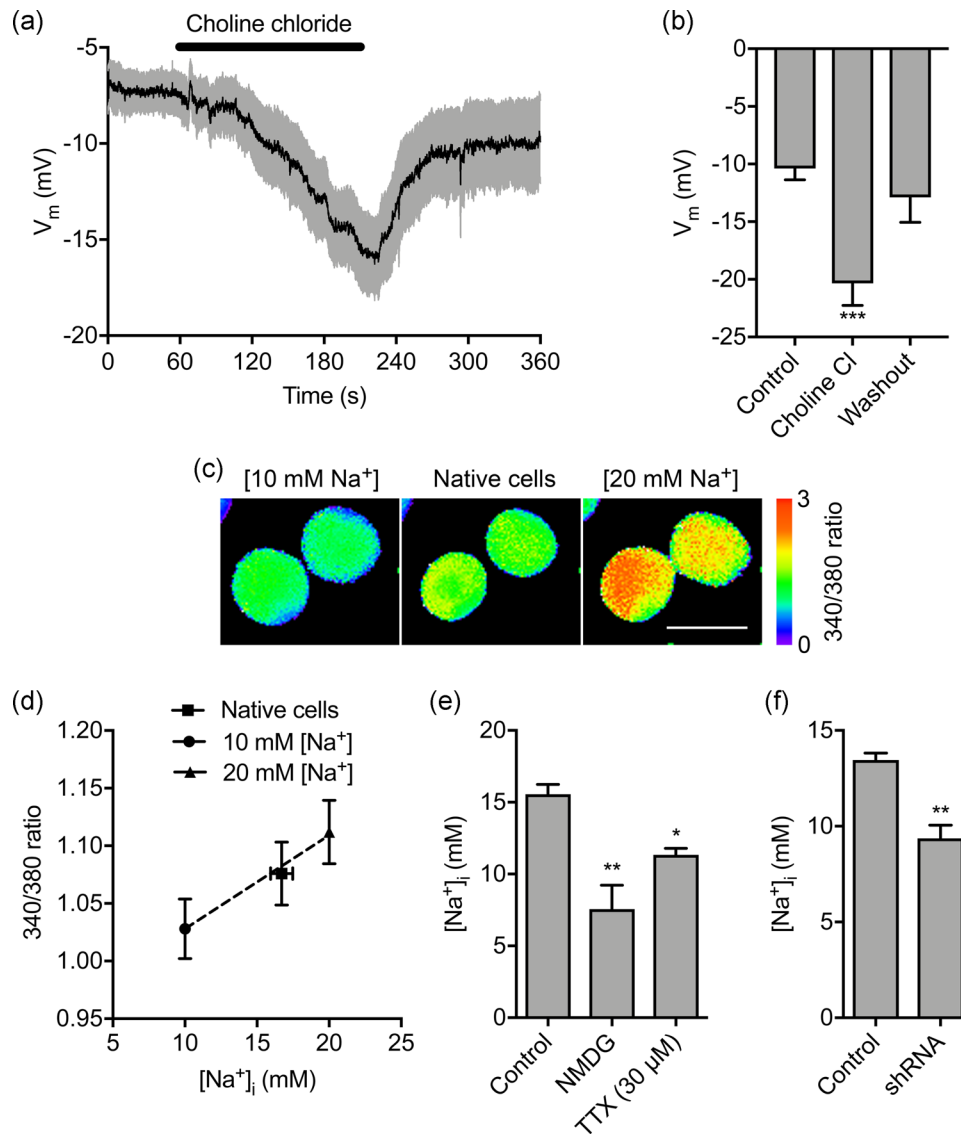 (a)
Choline chloride
-5
-10
-15
-20
Vm (mV)
0 60 120 180 240 300 360
Time (s)
(b)
0
-5
-10
-15
-20
-25
Vm (mV)
***
Control
Choline Cl
Washout
(c)
[10 mM Na⁺]
Native cells
[20 mM Na⁺]
3
0
340/380 ratio
(d)
Native cells
10 mM [Na⁺]
20 mM [Na⁺]
1.20
1.15
1.10
1.05
1.00
0.95
340/380 ratio
5 10 15 20 25
[Na⁺]i (mM)
(e)
20
15
10
5
0
[Na⁺]i (mM)
**
*
Control
NMDG
TTX (30 µM)
(f)
15
10
5
0
[Na⁺]i (mM)
**
Control
shRNA